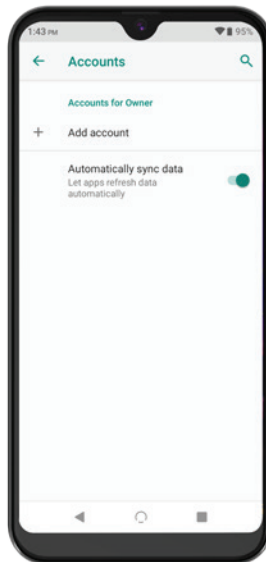 1:43 PM 95%
Accounts
Accounts for Owner
Add account
Automatically sync data
Let apps refresh data
automatically